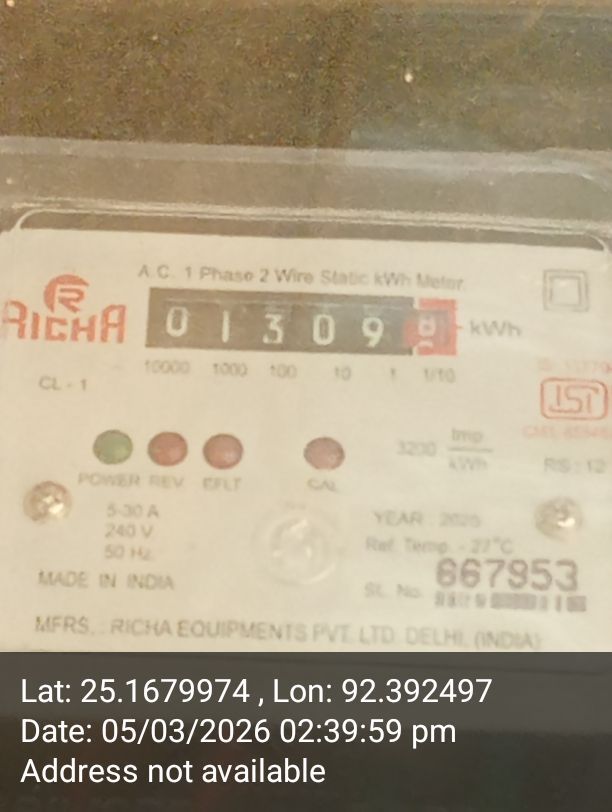 A.C. 1 Phase 2 Wire Static kWh Meter.
RICHA
0 1 3 0 9 8 kWh
10000 1000 100 10 1 1/10
CL - 1
ISI
3200 Imp/kWh
POWER REV EFLT CAL
RS : 12
5-30 A
240 V
50 Hz.
YEAR :
Ref. Temp. - 27°C
MADE IN INDIA
SL. No. 667953
MFRS. : RICHA EQUIPMENTS PVT. LTD. DELHI. (INDIA)
Lat: 25.1679974 , Lon: 92.392497
Date: 05/03/2026 02:39:59 pm
Address not available